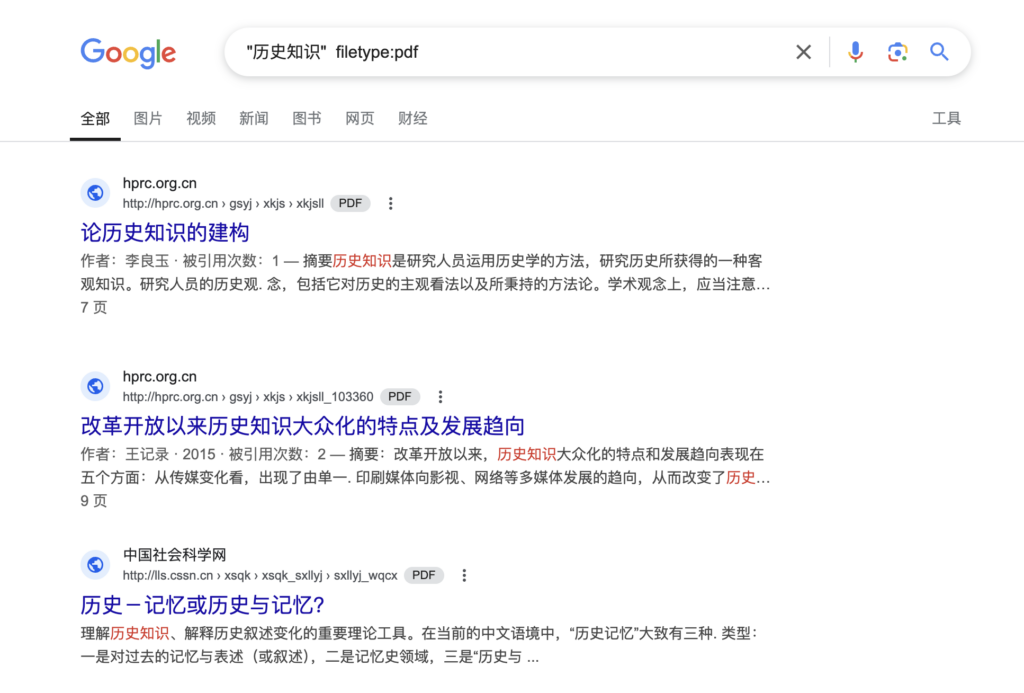 Google
"历史知识" filetype:pdf
全部 图片 视频 新闻 图书 网页 财经 工具
hprc.org.cn
http://hprc.org.cn › gsyj › xkjs › xkjsll PDF
论历史知识的建构
作者：李良玉 · 被引用次数：1 — 摘要历史知识是研究人员运用历史学的方法，研究历史所获得的一种客
观知识。研究人员的历史观. 念，包括它对历史的主观看法以及所秉持的方法论。学术观念上，应当注意…
7 页
hprc.org.cn
http://hprc.org.cn › gsyj › xkjs › xkjsll_103360 PDF
改革开放以来历史知识大众化的特点及发展趋向
作者：王记录 · 2015 · 被引用次数：2 — 摘要：改革开放以来，历史知识大众化的特点和发展趋向表现在
五个方面：从传媒变化看，出现了由单一. 印刷媒体向影视、网络等多媒体发展的趋向，从而改变了历史…
9 页
中国社会科学网
http://lls.cssn.cn › xsqk › xsqk_sxllyj › sxllyj_wqcx PDF
历史－记忆或历史与记忆?
理解历史知识、解释历史叙述变化的重要理论工具。在当前的中文语境中，“历史记忆”大致有三种. 类型：
一是对过去的记忆与表述（或叙述），二是记忆史领域，三是“历史与 ...